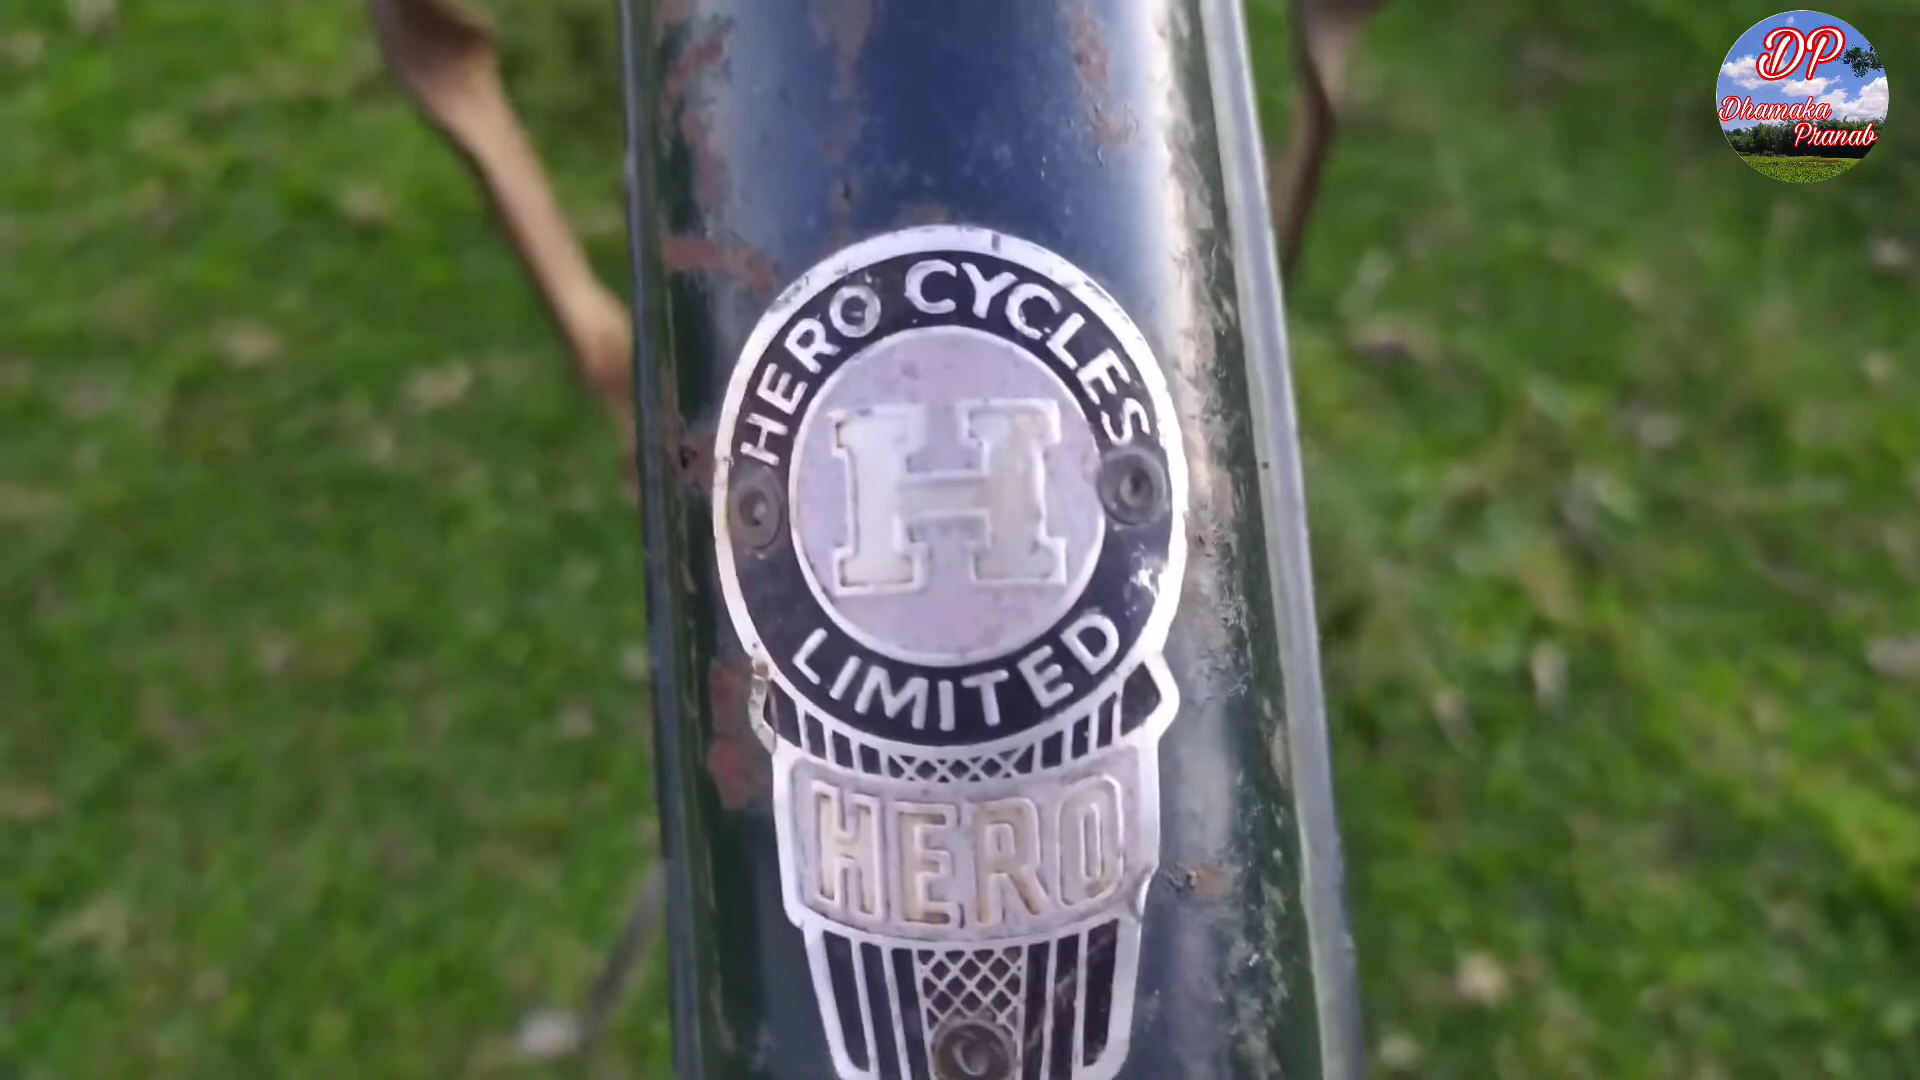 DP
Dhamaka
Pranab
HERO CYCLES
H
LIMITED
HERO